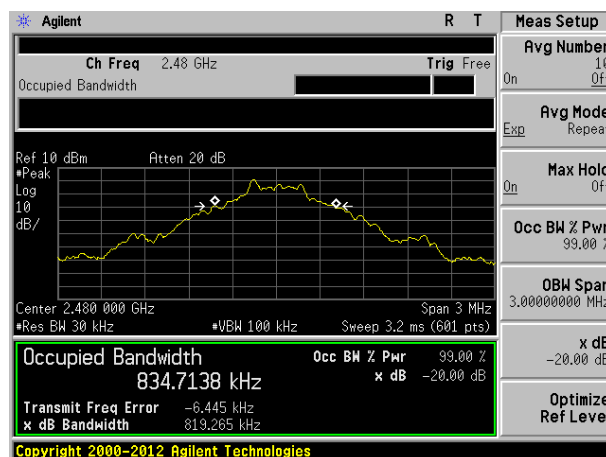 Agilent R T
Ch Freq 2.48 GHz Trig Free
Occupied Bandwidth
Ref 10 dBm Atten 20 dB
#Peak
Log
10
dB/
Center 2.480 000 GHz Span 3 MHz
#Res BW 30 kHz #VBW 100 kHz Sweep 3.2 ms (601 pts)
Occupied Bandwidth
834.7138 kHz
Occ BW % Pwr 99.00 %
x dB -20.00 dB
Transmit Freq Error -6.445 kHz
x dB Bandwidth 819.265 kHz
Copyright 2000-2012 Agilent Technologies
Meas Setup
Avg Number
10
On Of
Avg Mode
Exp Repea
Max Hold
On Of
Occ BW % Pwr
99.00 %
OBW Span
3.00000000 MHz
x dB
-20.00 dB
Optimize
Ref Leve